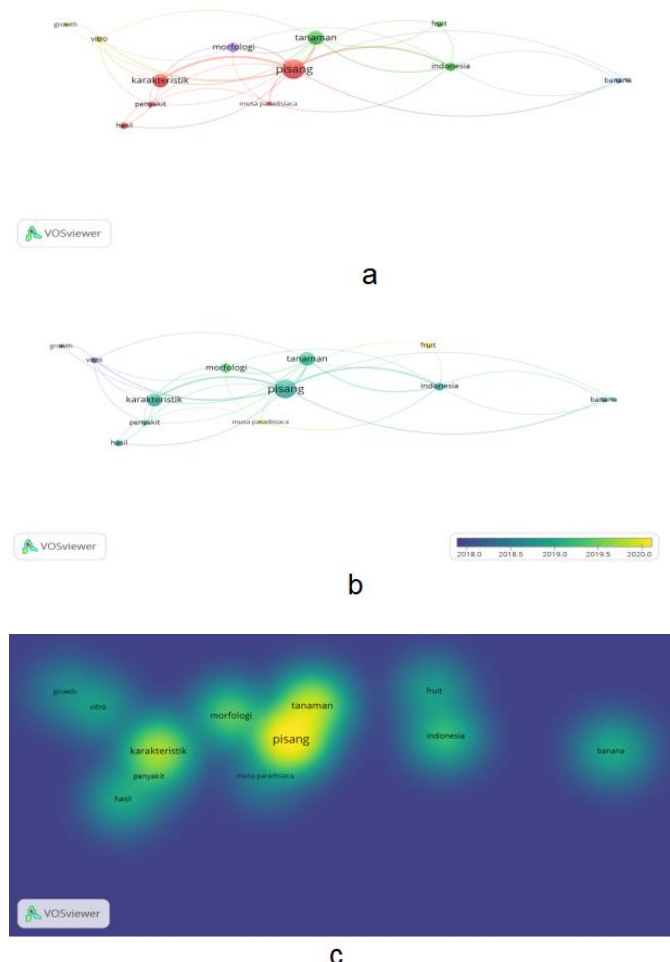 growth
fruit
vitro
tanaman
morfologi
indonesia
pisang
karakteristik
banana
penyakit
musa paradisiaca
hasil
VOSviewer
a
growth
fruit
vitro
tanaman
morfologi
indonesia
pisang
karakteristik
banana
penyakit
musa paradisiaca
hasil
VOSviewer
2018.0 2018.5 2019.0 2019.5 2020.0
b
growth
fruit
vitro
tanaman
morfologi
pisang
indonesia
karakteristik
banana
penyakit
musa paradisiaca
hasil
VOSviewer
c